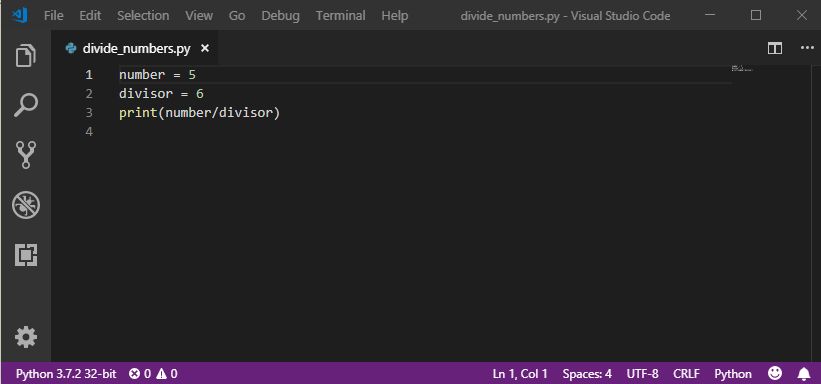 File Edit Selection View Go Debug Terminal Help divide_numbers.py - Visual Studio Code
divide_numbers.py
1 number = 5
2 divisor = 6
3 print(number/divisor)
4
Python 3.7.2 32-bit 0 0 Ln 1, Col 1 Spaces: 4 UTF-8 CRLF Python